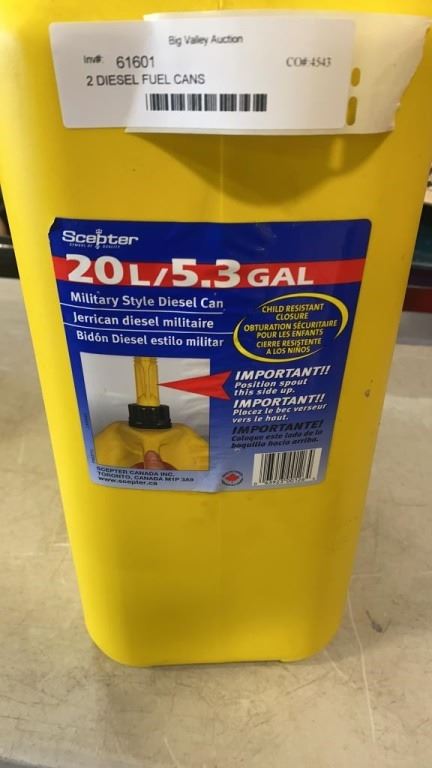 Big Valley Auction
Inv#: 61601 CO#:4543
2 DIESEL FUEL CANS
Scepter
20L/5.3 GAL
Military Style Diesel Can
Jerrican diesel militaire
Bidón Diesel estilo militar
CHILD RESISTANT
CLOSURE
OBTURATION SÉCURITAIRE
POUR LES ENFANTS
CIERRE RESISTENTE
A LOS NIÑOS
IMPORTANT!!
Position spout
this side up.
IMPORTANT!!
Placez le bec verseur
vers le haut.
IMPORTANTE!
Coloque este lado de la
boquilla hacia arriba.
SCEPTER CANADA INC.
TORONTO, CANADA M1P 3A9
www.scepter.ca